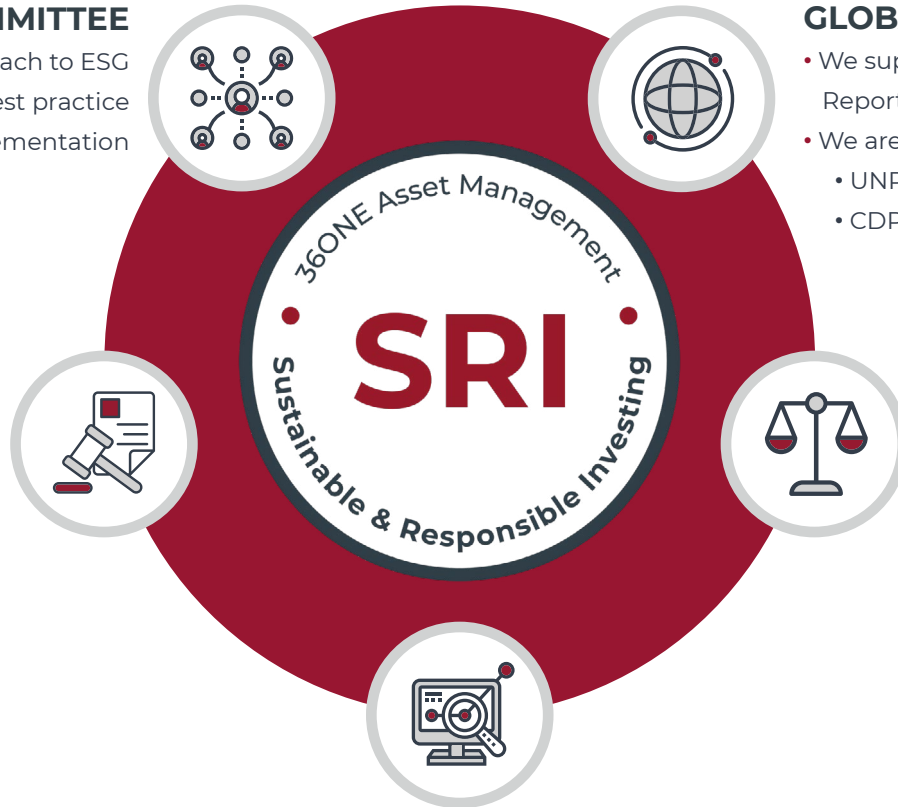 MMITTEE
ach to ESG
est practice
ementation
GLOB
• We sup
Report
• We are
• UNP
• CDP
36ONE Asset Management
SRI
Sustainable & Responsible Investing